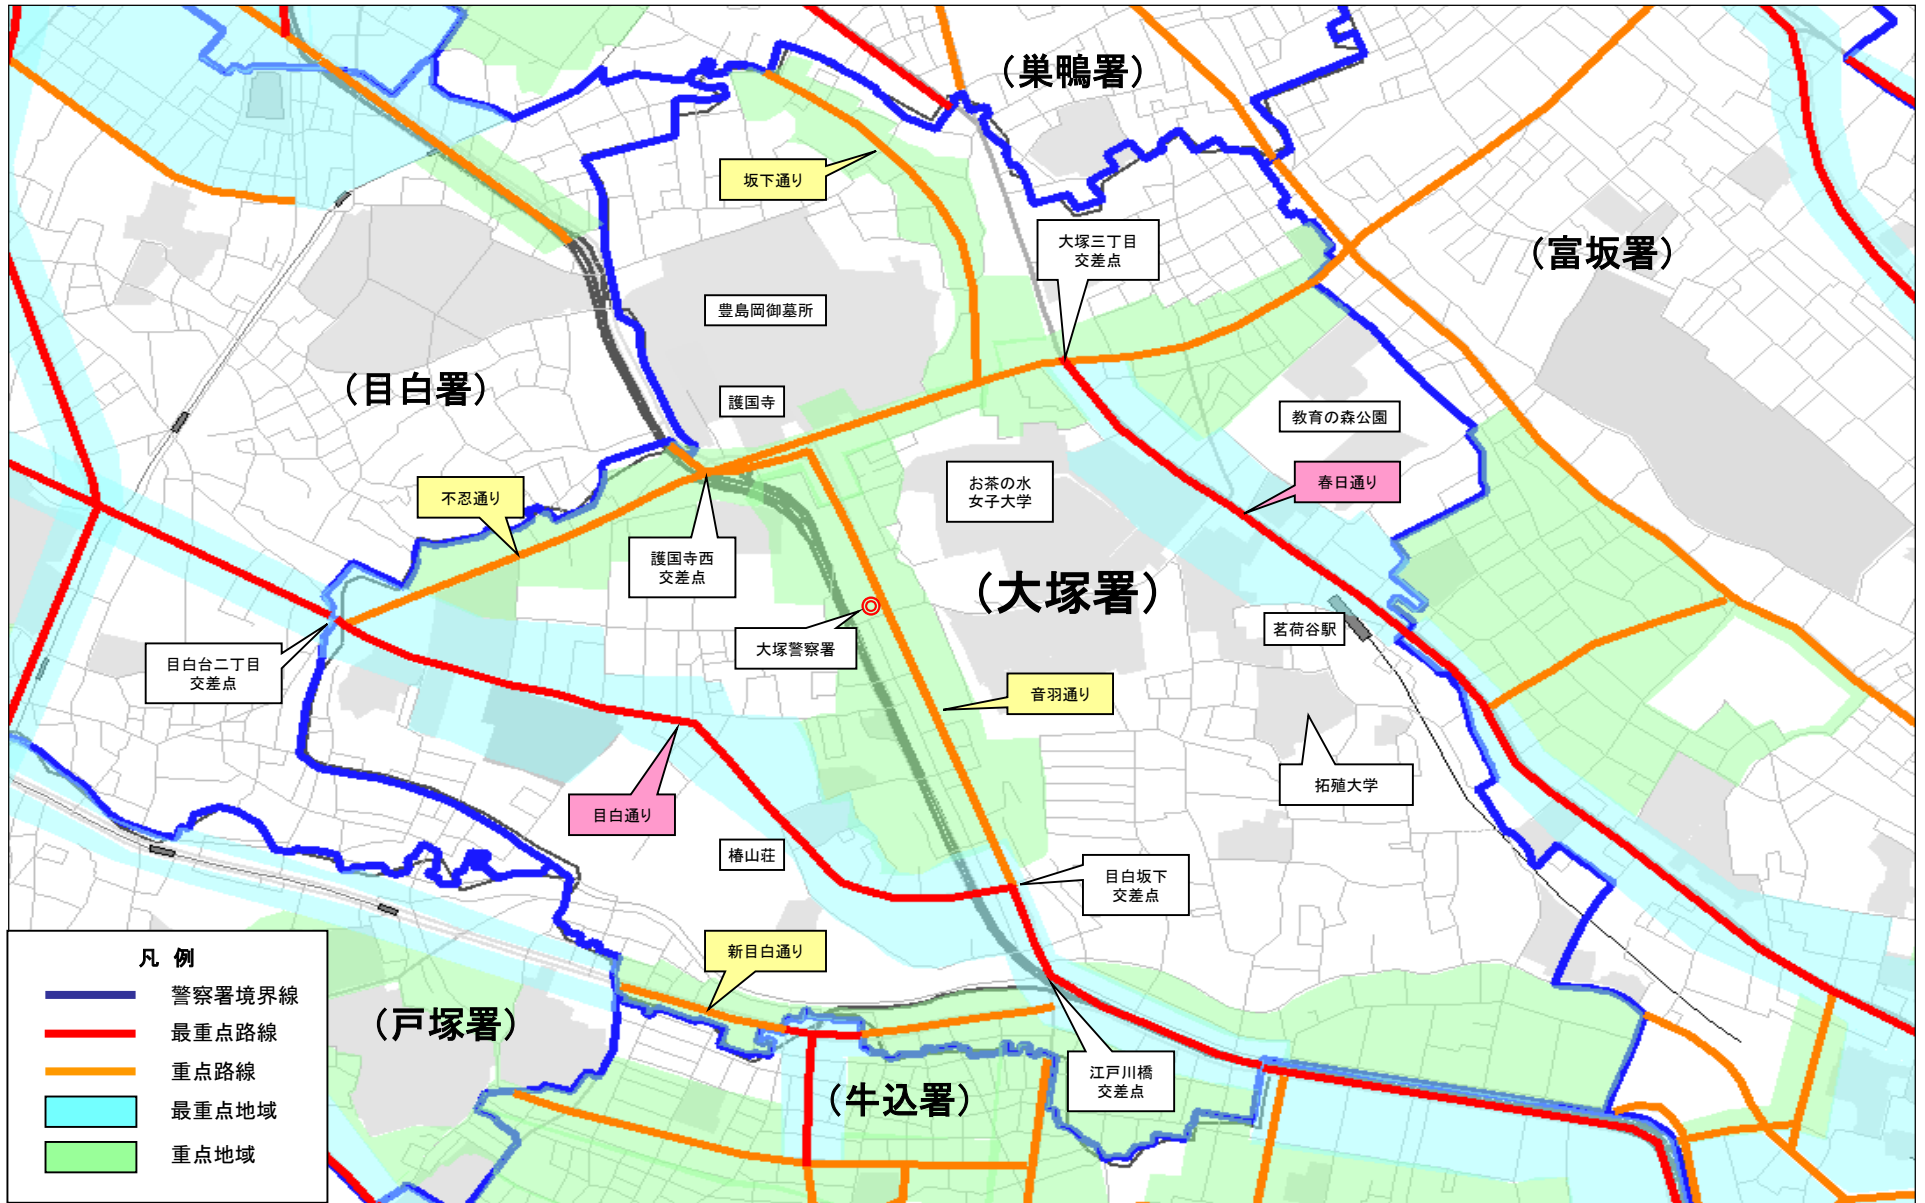 （巣鴨署）
坂下通り
大塚三丁目
交差点
（富坂署）
豊島岡御墓所
（目白署）
護国寺
教育の森公園
不忍通り
お茶の水
女子大学
春日通り
護国寺西
交差点
（大塚署）
大塚警察署
茗荷谷駅
目白台二丁目
交差点
音羽通り
拓殖大学
目白通り
椿山荘
目白坂下
交差点
新目白通り
（戸塚署）
江戸川橋
交差点
（牛込署）
凡 例
警察署境界線
最重点路線
重点路線
最重点地域
重点地域